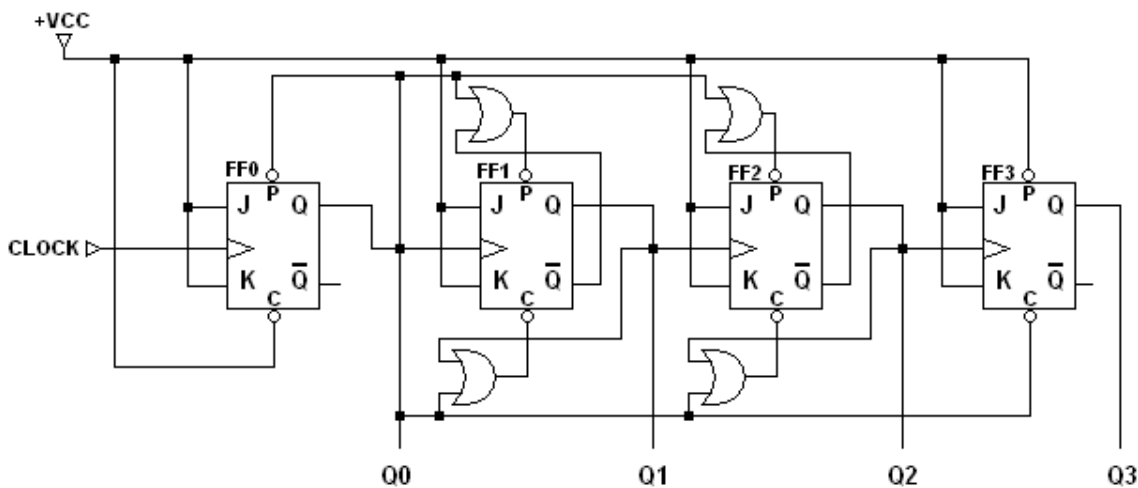 +VCC
FF0 FF1 FF2 FF3
P P P P
J Q J Q J Q J Q
CLOCK
K Q̅ K Q̅ K Q̅ K Q̅
C C C C
Q0 Q1 Q2 Q3